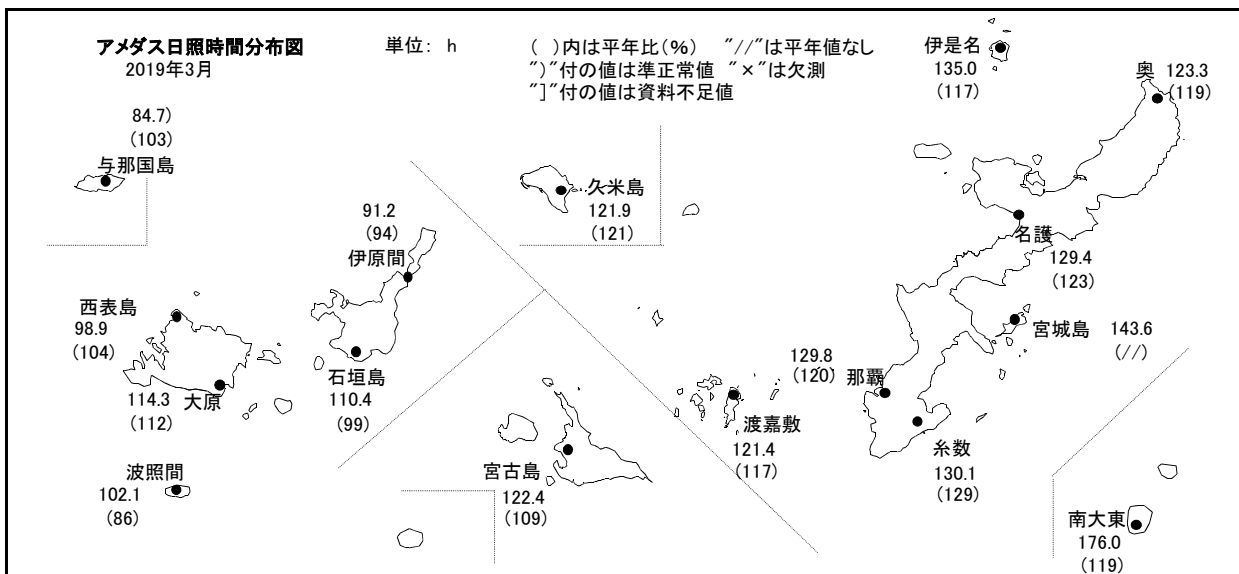 アメダス日照時間分布図
2019年3月
単位: h
( )内は平年比(%) "//"は平年値なし
")"付の値は準正常値 "×"は欠測
"]"付の値は資料不足値
伊是名
135.0
(117)
奥
123.3
(119)
84.7)
(103)
与那国島
久米島
121.9
(121)
91.2
(94)
伊原間
名護
129.4
(123)
西表島
98.9
(104)
宮城島
143.6
(//)
石垣島
110.4
(99)
大原
114.3
(112)
129.8
(120)
那覇
渡嘉敷
121.4
(117)
糸数
130.1
(129)
波照間
102.1
(86)
宮古島
122.4
(109)
南大東
176.0
(119)